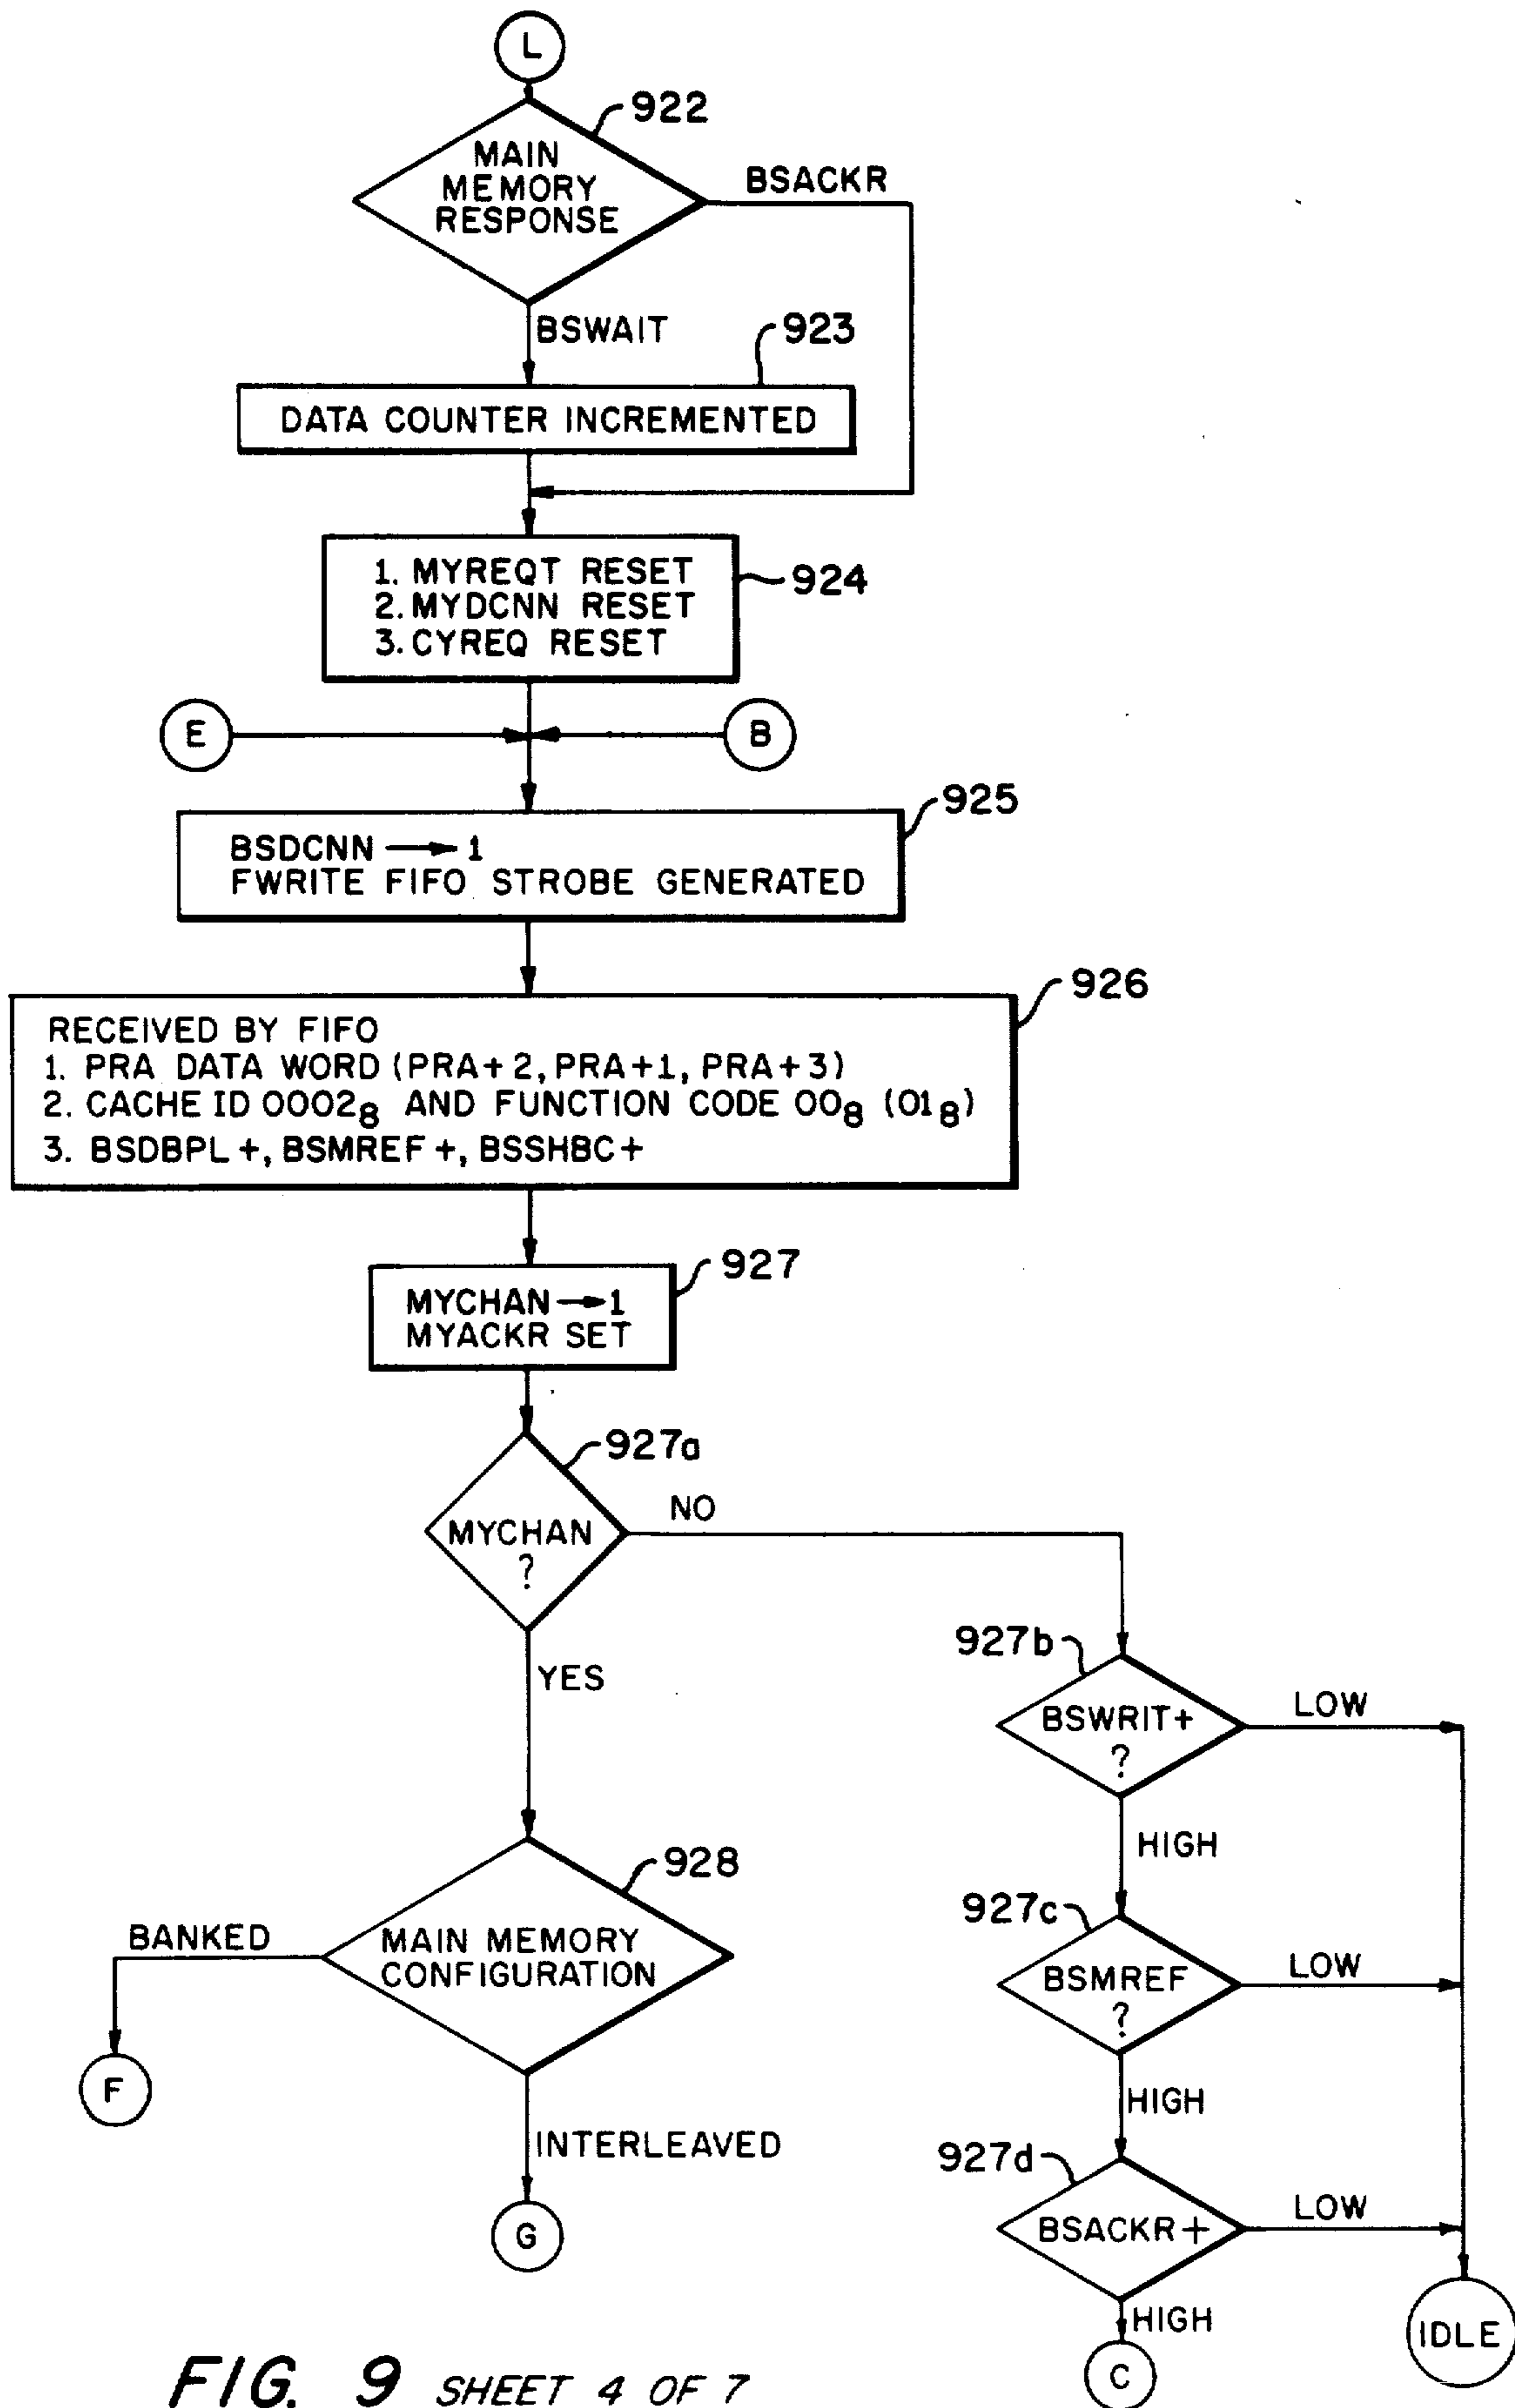 L
922
MAIN
MEMORY
RESPONSE
BSACKR
BSWAIT
923
DATA COUNTER INCREMENTED
1. MYREQT RESET
2. MYDCNN RESET
3. CYREQ RESET
924
E
B
925
BSDCNN → 1
FWRITE FIFO STROBE GENERATED
926
RECEIVED BY FIFO
1. PRA DATA WORD (PRA+2, PRA+1, PRA+3)
2. CACHE ID 0002₈ AND FUNCTION CODE 00₈ (01₈)
3. BSDBPL+, BSMREF+, BSSHBC+
927
MYCHAN → 1
MYACKR SET
927a
MYCHAN
?
NO
YES
927b
BSWRIT+
?
LOW
HIGH
928
MAIN MEMORY
CONFIGURATION
BANKED
F
INTERLEAVED
G
927c
BSMREF
?
LOW
HIGH
927d
BSACKR+
LOW
HIGH
C
IDLE
FIG. 9 SHEET 4 OF 7